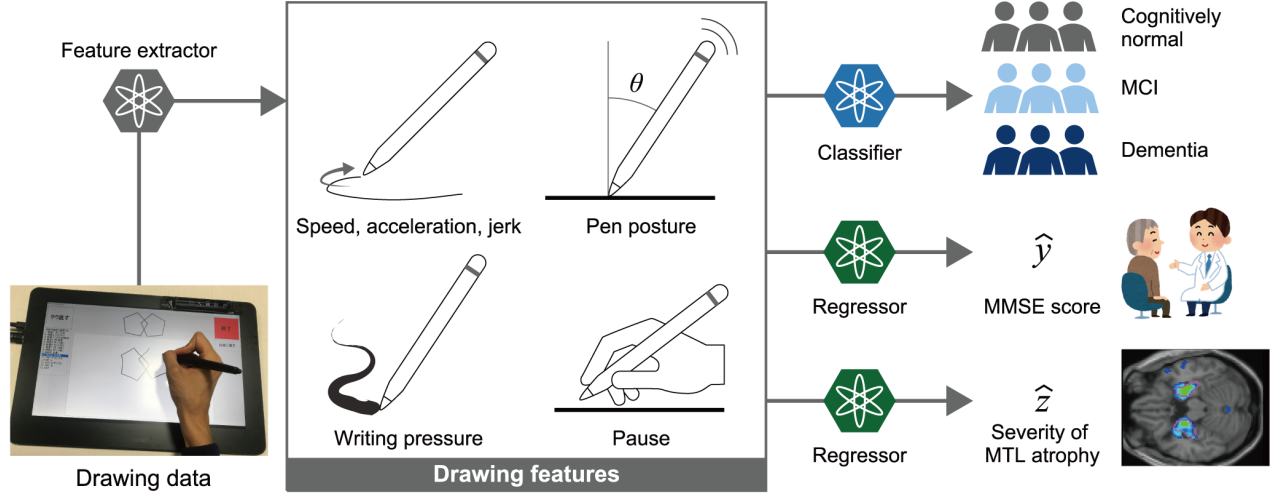 Feature extractor
Drawing data
θ
Speed, acceleration, jerk
Pen posture
Writing pressure
Pause
Drawing features
Classifier
Cognitively
normal
MCI
Dementia
Regressor
ŷ
MMSE score
Regressor
ẑ
Severity of
MTL atrophy